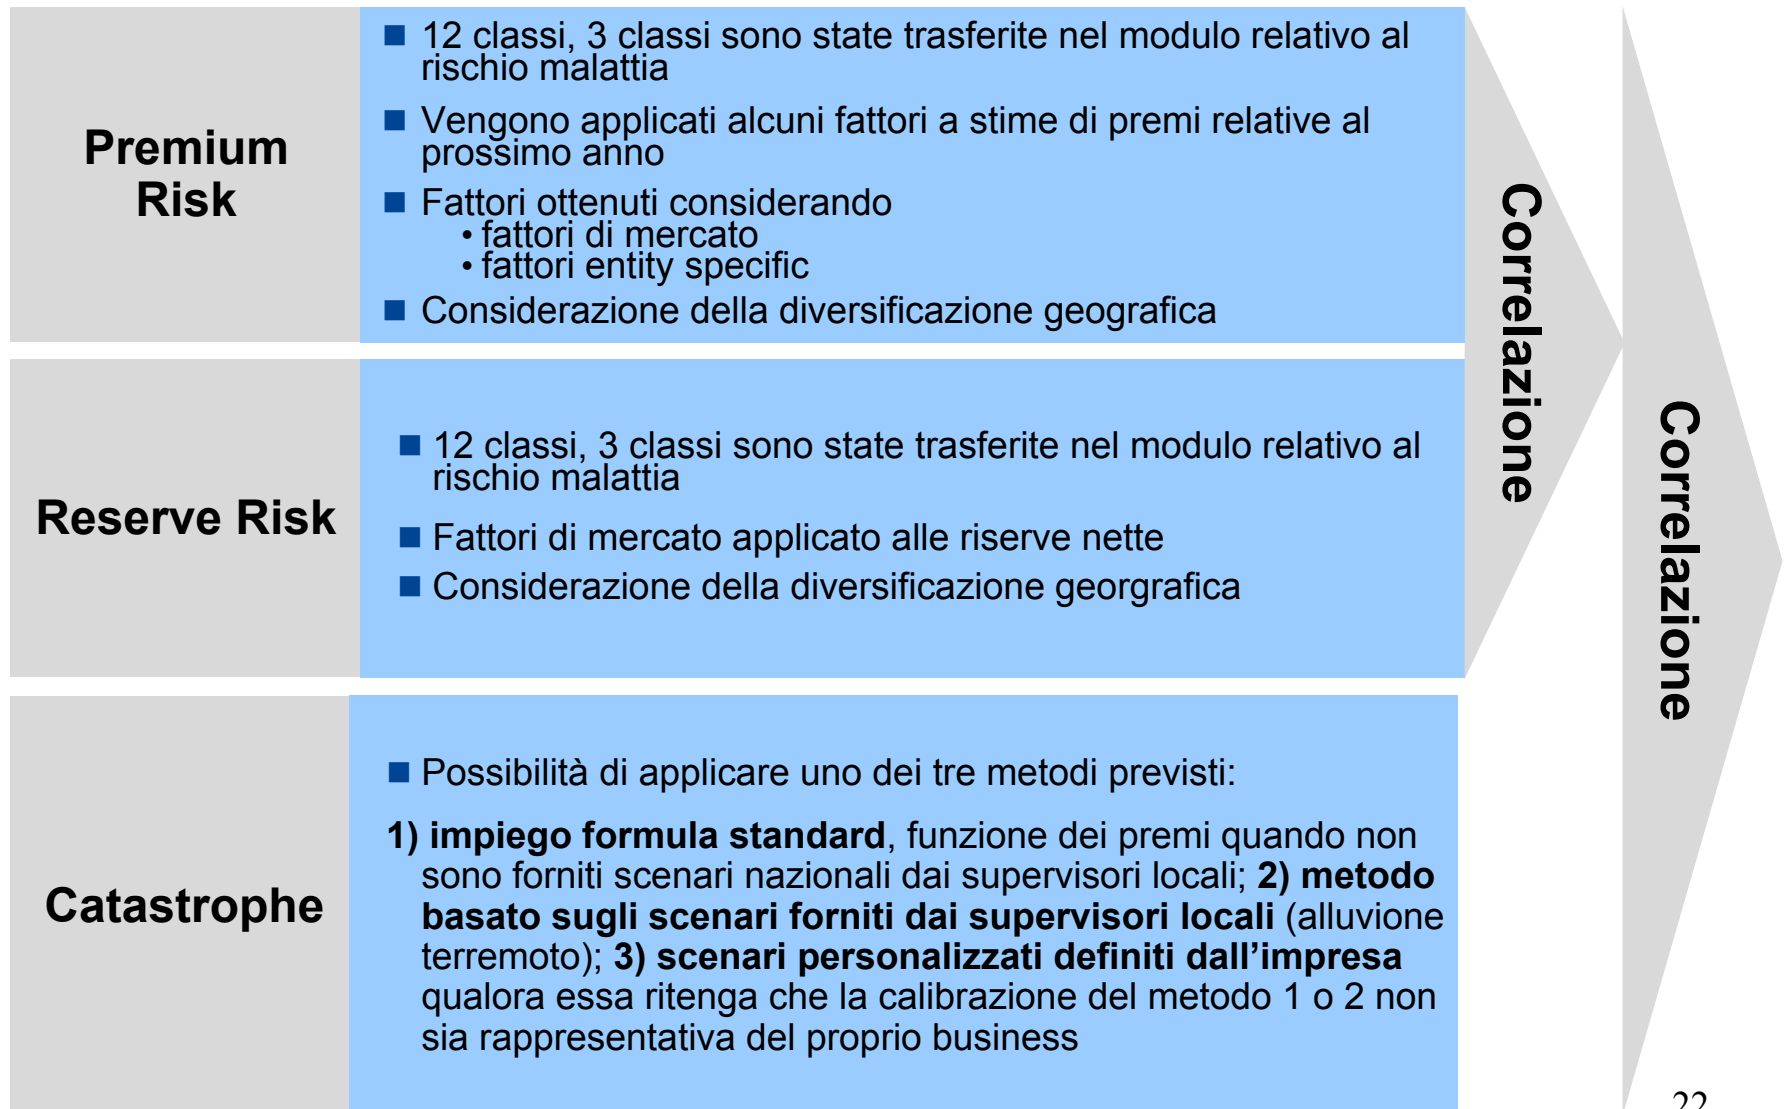 Premium
Risk
■ 12 classi, 3 classi sono state trasferite nel modulo relativo al
rischio malattia
■ Vengono applicati alcuni fattori a stime di premi relative al
prossimo anno
■ Fattori ottenuti considerando
• fattori di mercato
• fattori entity specific
■ Considerazione della diversificazione geografica
Reserve Risk
■ 12 classi, 3 classi sono state trasferite nel modulo relativo al
rischio malattia
■ Fattori di mercato applicato alle riserve nette
■ Considerazione della diversificazione georgrafica
Correlazione
Catastrophe
■ Possibilità di applicare uno dei tre metodi previsti:
1) impiego formula standard, funzione dei premi quando non
sono forniti scenari nazionali dai supervisori locali; 2) metodo
basato sugli scenari forniti dai supervisori locali (alluvione
terremoto); 3) scenari personalizzati definiti dall’impresa
qualora essa ritenga che la calibrazione del metodo 1 o 2 non
sia rappresentativa del proprio business
Correlazione
22